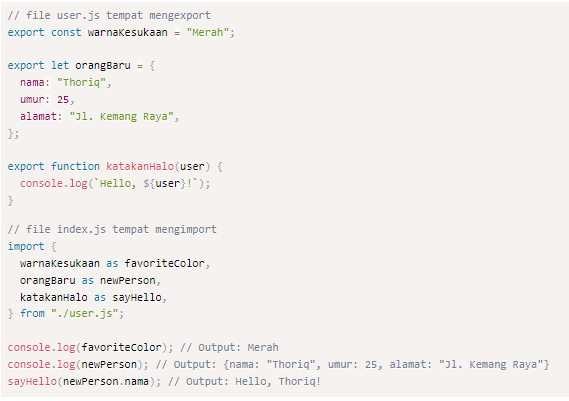 // file user.js tempat mengexport
export const warnaKesukaan = "Merah";

export let orangBaru = {
  nama: "Thoriq",
  umur: 25,
  alamat: "Jl. Kemang Raya",
};

export function katakanHalo(user) {
  console.log(`Hello, ${user}!`);
}

// file index.js tempat mengimport
import {
  warnaKesukaan as favoriteColor,
  orangBaru as newPerson,
  katakanHalo as sayHello,
} from "./user.js";

console.log(favoriteColor); // Output: Merah
console.log(newPerson); // Output: {nama: "Thoriq", umur: 25, alamat: "Jl. Kemang Raya"}
sayHello(newPerson.nama); // Output: Hello, Thoriq!